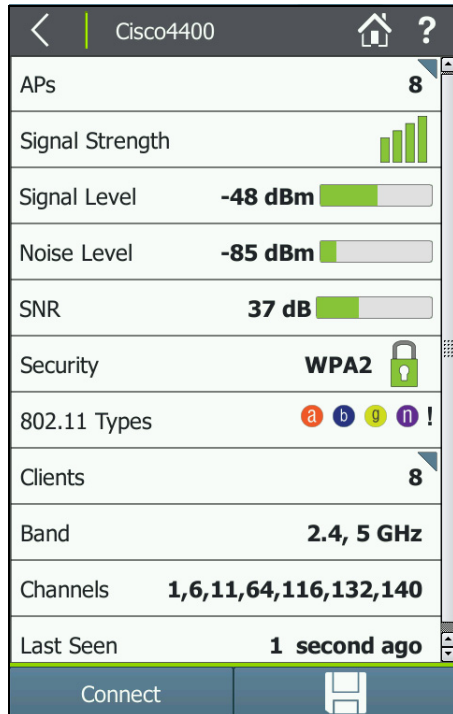 Cisco4400 ?
APs 8
Signal Strength
Signal Level -48 dBm
Noise Level -85 dBm
SNR 37 dB
Security WPA2
802.11 Types a b g n !
Clients 8
Band 2.4, 5 GHz
Channels 1,6,11,64,116,132,140
Last Seen 1 second ago
Connect